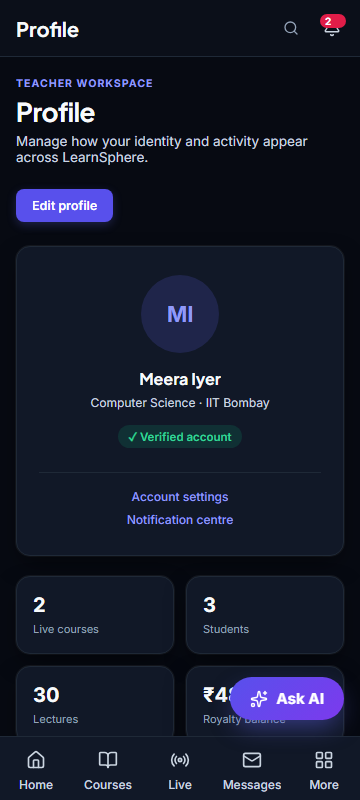 Profile
2
TEACHER WORKSPACE
Profile
Manage how your identity and activity appear
across LearnSphere.
Edit profile
MI
Meera Iyer
Computer Science · IIT Bombay
✓ Verified account
Account settings
Notification centre
2
Live courses
3
Students
30
Lectures
Royalty balance
Ask AI
Home
Courses
Live
Messages
More